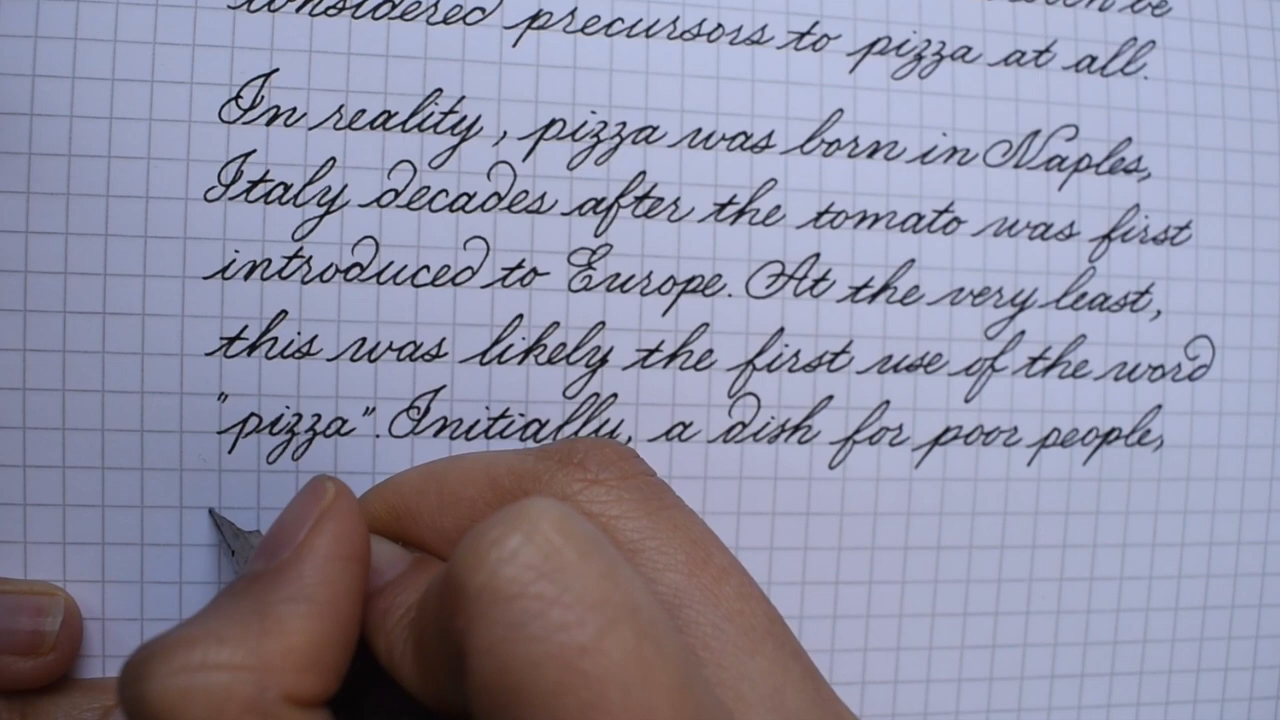 considered precursors to pizza at all.
In reality, pizza was born in Naples,
Italy decades after the tomato was first
introduced to Europe. At the very least,
this was likely the first use of the word
"pizza". Initially, a dish for poor people,